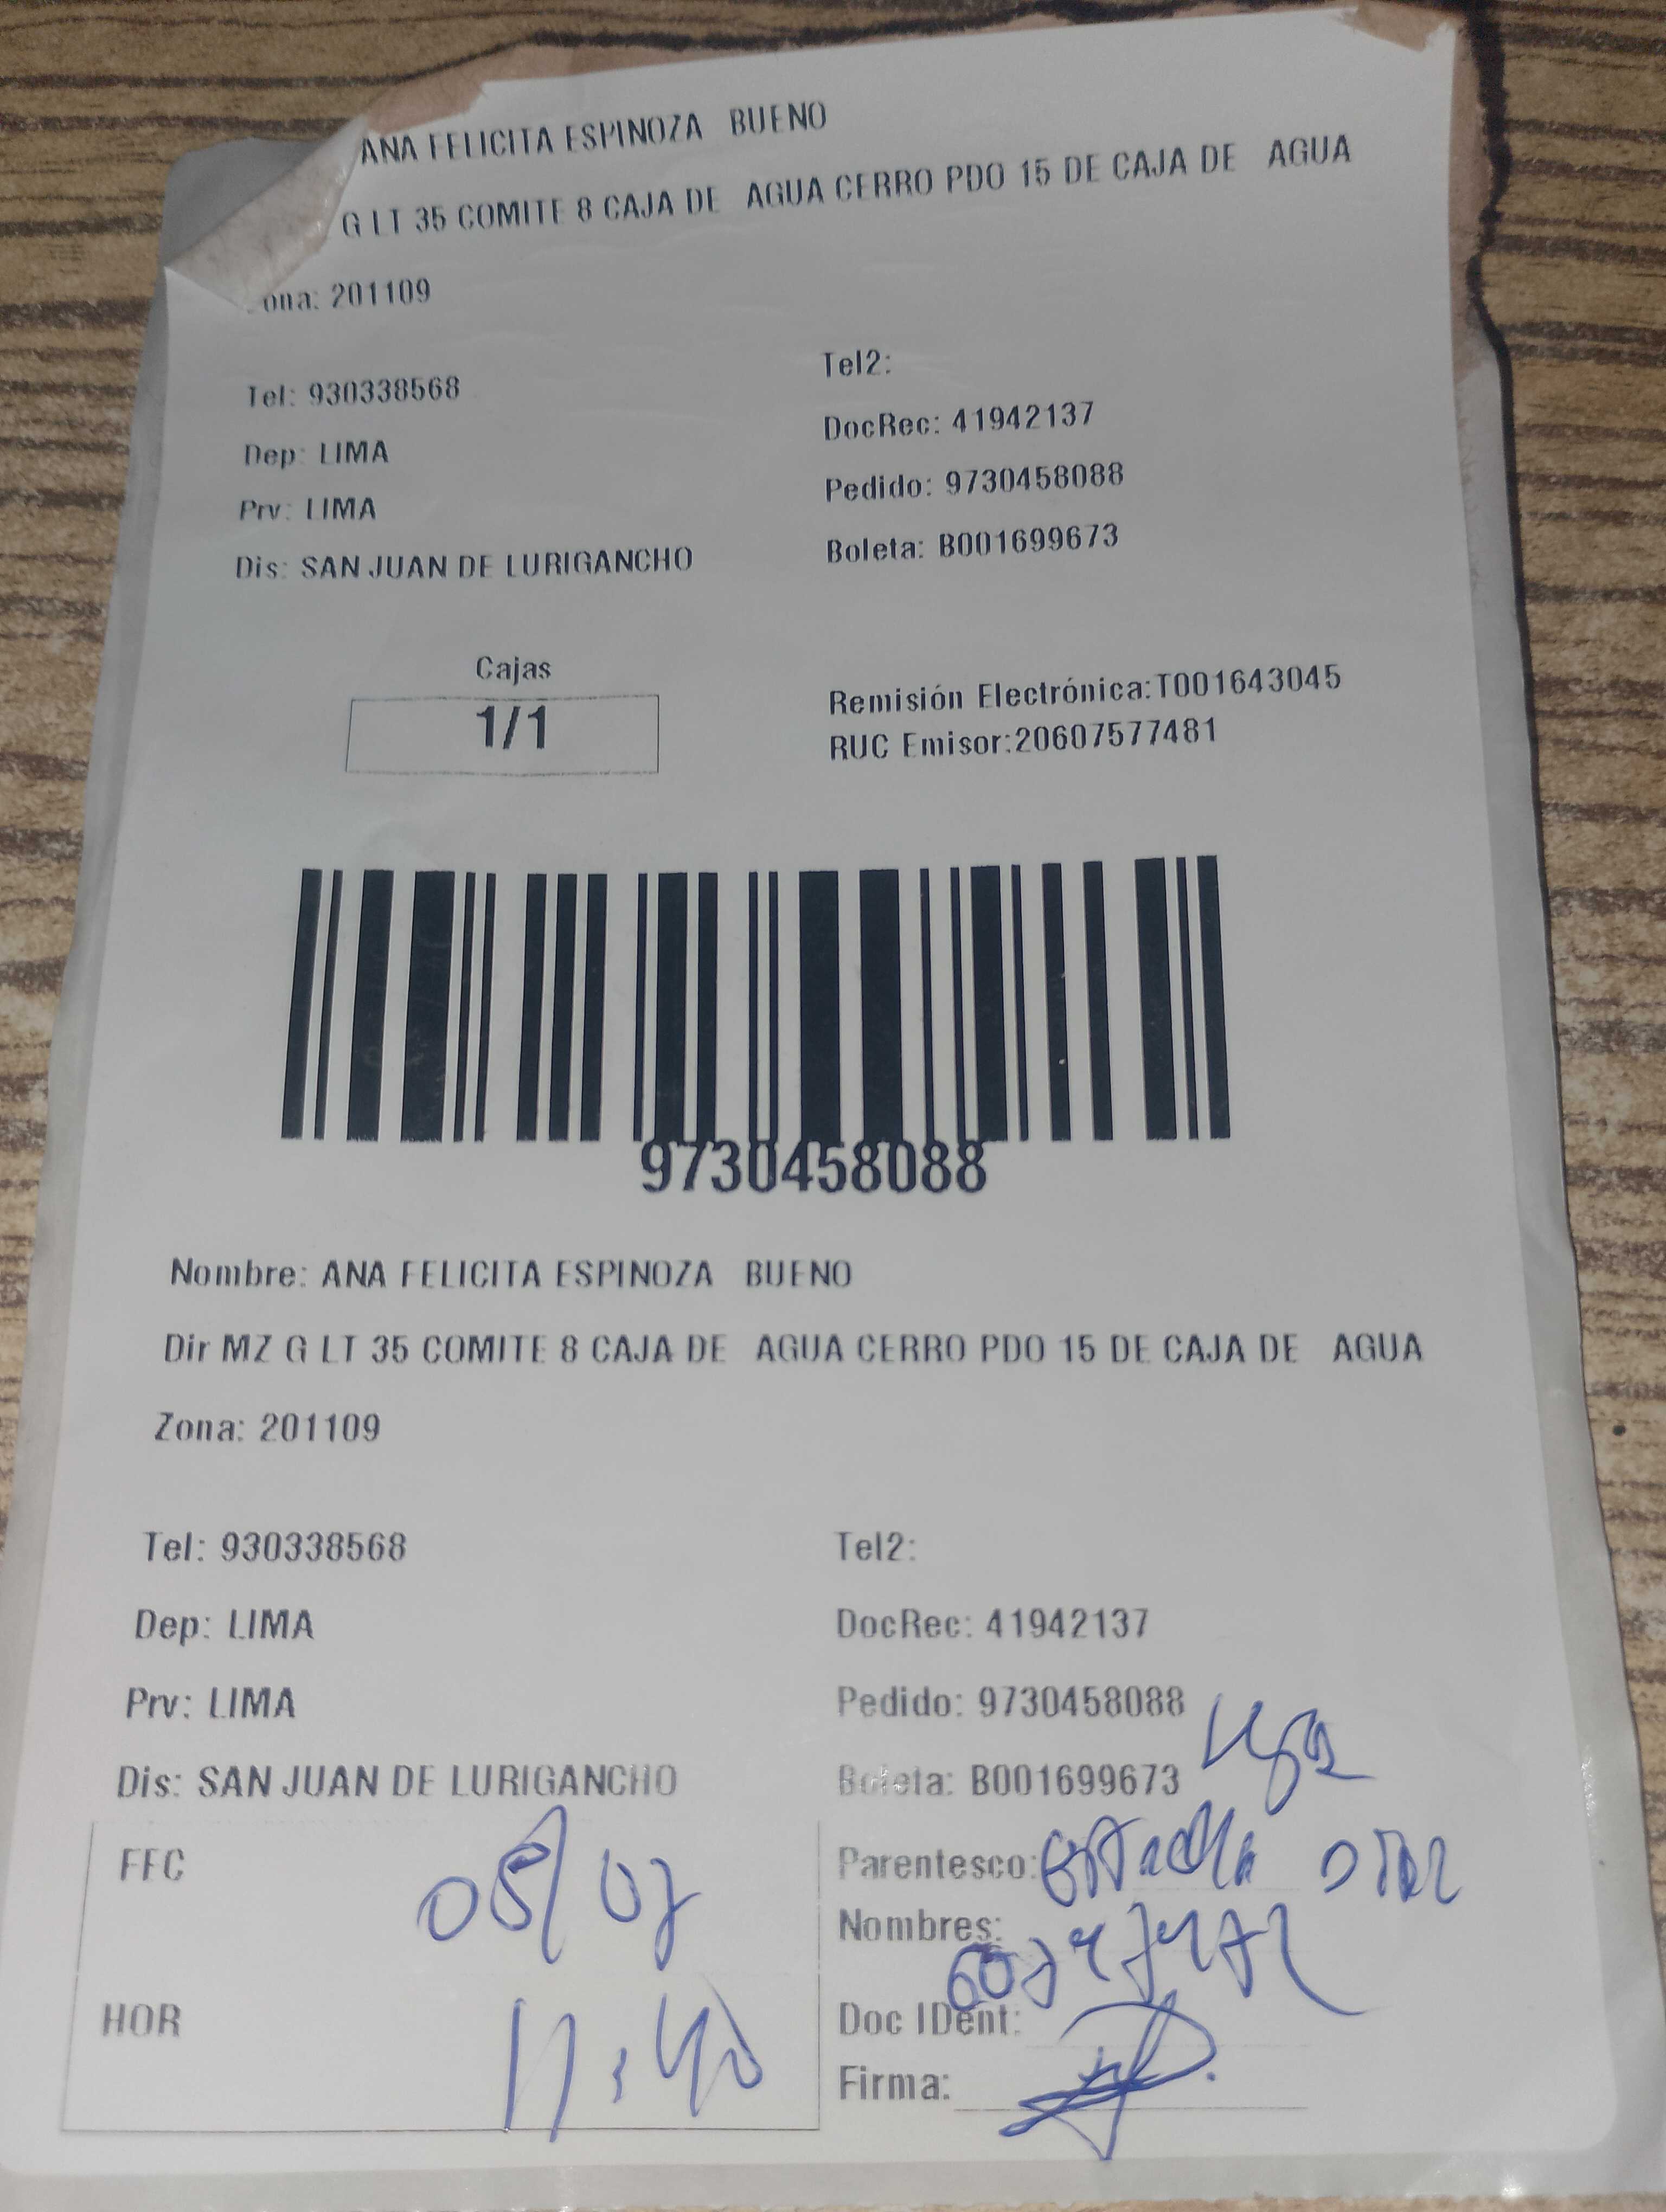 ANA FELICITA ESPINOZA BUENO
G LT 35 COMITE 8 CAJA DE AGUA CERRO PDO 15 DE CAJA DE AGUA
ona: 201109
Tel: 930338568
Tel2:
Dep: LIMA
DocRec: 41942137
Prv: LIMA
Pedido: 9730458088
Dis: SAN JUAN DE LURIGANCHO
Boleta: B001699673
Cajas
1/1
Remisión Electrónica:T001643045
RUC Emisor:20607577481
9730458088
Nombre: ANA FELICITA ESPINOZA BUENO
Dir MZ G LT 35 COMITE 8 CAJA DE AGUA CERRO PDO 15 DE CAJA DE AGUA
Zona: 201109
Tel: 930338568
Tel2:
Dep: LIMA
DocRec: 41942137
Prv: LIMA
Pedido: 9730458088
Dis: SAN JUAN DE LURIGANCHO
Boleta: B001699673
FEC 05/07
Parentesco:
Nombres:
HOR 11:40
Doc IDent:
Firma: